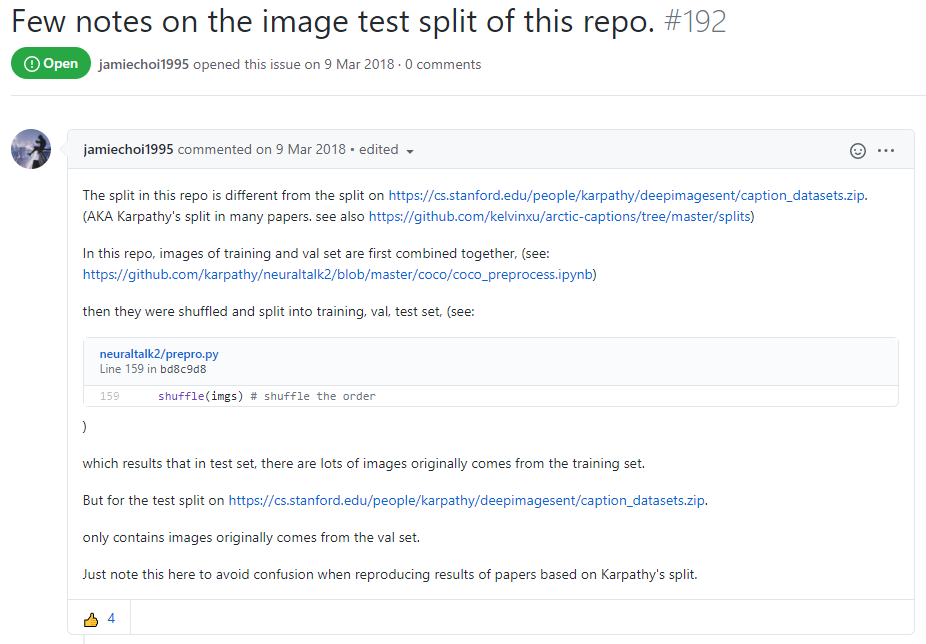 Few notes on the image test split of this repo. #192
Open jamiechoi1995 opened this issue on 9 Mar 2018 · 0 comments
jamiechoi1995 commented on 9 Mar 2018 • edited
The split in this repo is different from the split on https://cs.stanford.edu/people/karpathy/deepimagesent/caption_datasets.zip.
(AKA Karpathy's split in many papers. see also https://github.com/kelvinxu/arctic-captions/tree/master/splits)
In this repo, images of training and val set are first combined together, (see:
https://github.com/karpathy/neuraltalk2/blob/master/coco/coco_preprocess.ipynb)
then they were shuffled and split into training, val, test set, (see:
neuraltalk2/prepro.py
Line 159 in bd8c9d8
159 shuffle(imgs) # shuffle the order
)
which results that in test set, there are lots of images originally comes from the training set.
But for the test split on https://cs.stanford.edu/people/karpathy/deepimagesent/caption_datasets.zip.
only contains images originally comes from the val set.
Just note this here to avoid confusion when reproducing results of papers based on Karpathy's split.
4